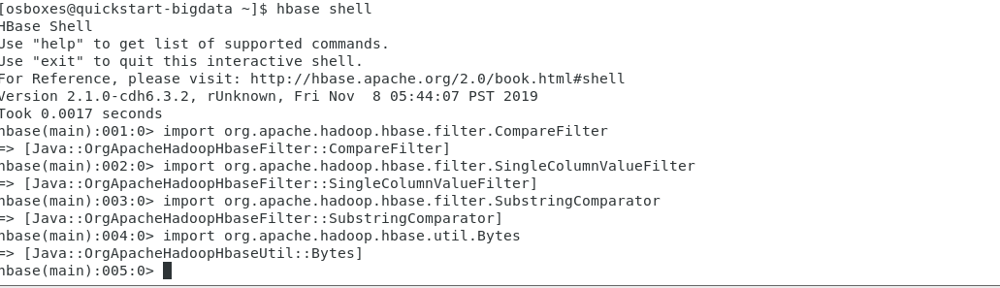 [osboxes@quickstart-bigdata ~]$ hbase shell
HBase Shell
Use "help" to get list of supported commands.
Use "exit" to quit this interactive shell.
For Reference, please visit: http://hbase.apache.org/2.0/book.html#shell
Version 2.1.0-cdh6.3.2, rUnknown, Fri Nov  8 05:44:07 PST 2019
Took 0.0017 seconds
hbase(main):001:0> import org.apache.hadoop.hbase.filter.CompareFilter
=> [Java::OrgApacheHadoopHbaseFilter::CompareFilter]
hbase(main):002:0> import org.apache.hadoop.hbase.filter.SingleColumnValueFilter
=> [Java::OrgApacheHadoopHbaseFilter::SingleColumnValueFilter]
hbase(main):003:0> import org.apache.hadoop.hbase.filter.SubstringComparator
=> [Java::OrgApacheHadoopHbaseFilter::SubstringComparator]
hbase(main):004:0> import org.apache.hadoop.hbase.util.Bytes
=> [Java::OrgApacheHadoopHbaseUtil::Bytes]
hbase(main):005:0>